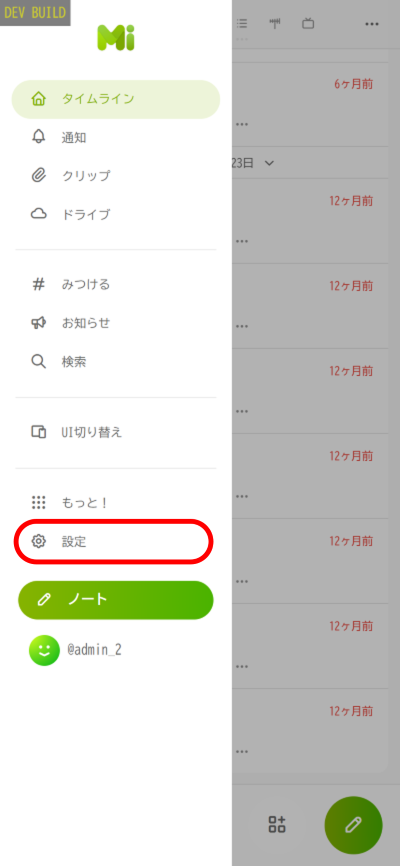 DEV BUILD
Mi
タイムライン
通知
クリップ
ドライブ
みつける
お知らせ
検索
UI切り替え
もっと！
設定
ノート
@admin_2
6ヶ月前
23日
12ヶ月前
12ヶ月前
12ヶ月前
12ヶ月前
12ヶ月前
12ヶ月前
12ヶ月前